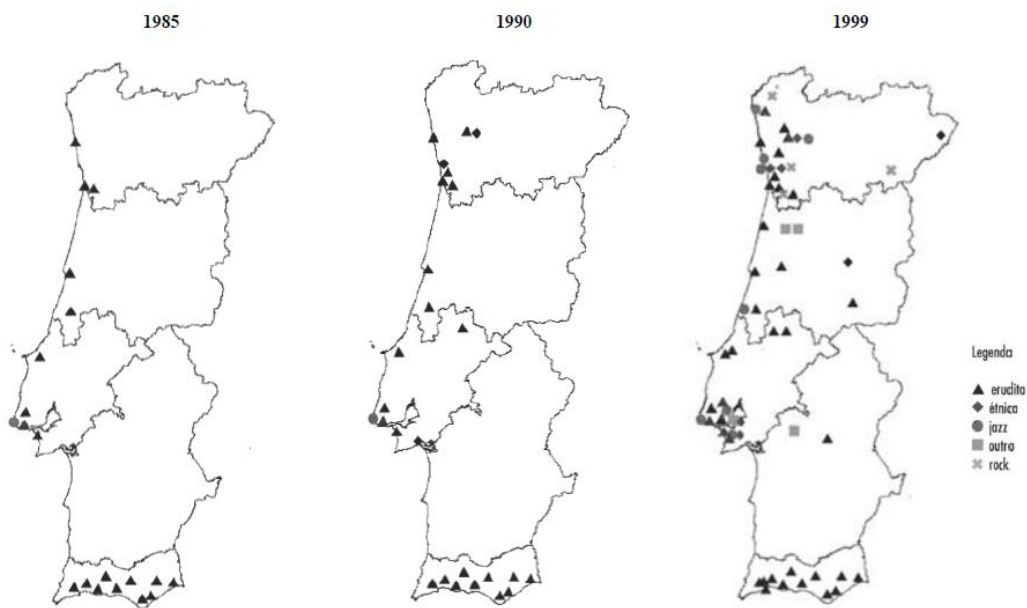 1985
1990
1999
Legenda
erudita
étnica
jazz
outro
rock